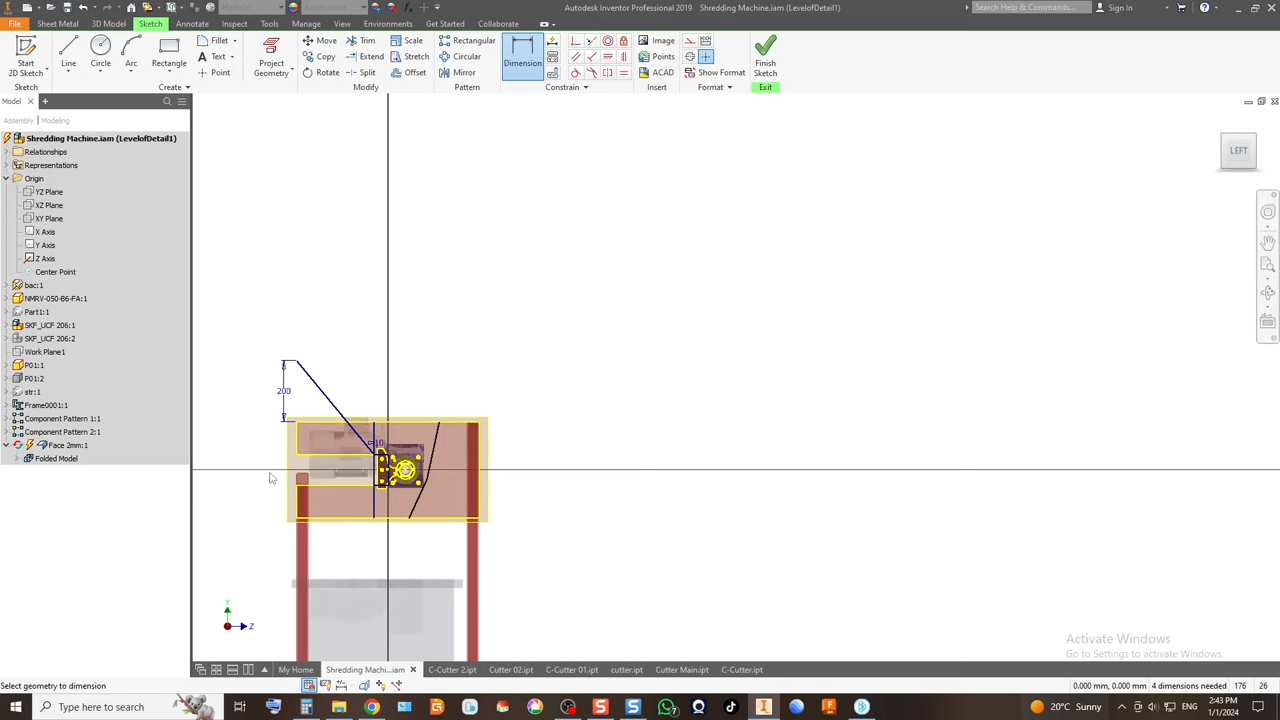 Material
Appearance
Autodesk Inventor Professional 2019   Shredding Machine.iam (LevelofDetail1)
Search Help & Commands...
Sign In
File
Sheet Metal
3D Model
Sketch
Annotate
Inspect
Tools
Manage
View
Environments
Get Started
Collaborate
Start
2D Sketch
Line
Circle
Arc
Rectangle
Fillet
Text
Point
Project
Geometry
Move
Copy
Rotate
Trim
Extend
Split
Scale
Stretch
Offset
Rectangular
Circular
Mirror
Dimension
Image
Points
ACAD
Show Format
Finish
Sketch
Sketch
Create
Modify
Pattern
Constrain
Insert
Format
Exit
Model
Assembly
Modeling
Shredding Machine.iam (LevelofDetail1)
Relationships
Representations
Origin
YZ Plane
XZ Plane
XY Plane
X Axis
Y Axis
Z Axis
Center Point
bac:1
NMRV-050-B6-FA:1
Part1:1
SKF_UCF 206:1
SKF_UCF 206:2
Work Plane1
P01:1
P01:2
str:1
Frame0001:1
Component Pattern 1:1
Component Pattern 2:1
Face 2mm:1
Folded Model
LEFT
200
10
Y
Z
Activate Windows
Go to Settings to activate Windows.
My Home
Shredding Machi...iam
C-Cutter 2.ipt
Cutter 02.ipt
C-Cutter 01.ipt
cutter.ipt
Cutter Main.ipt
C-Cutter.ipt
Select geometry to dimension
0.000 mm, 0.000 mm
4 dimensions needed
176
26
Type here to search
20°C Sunny
2:43 PM
1/1/2024